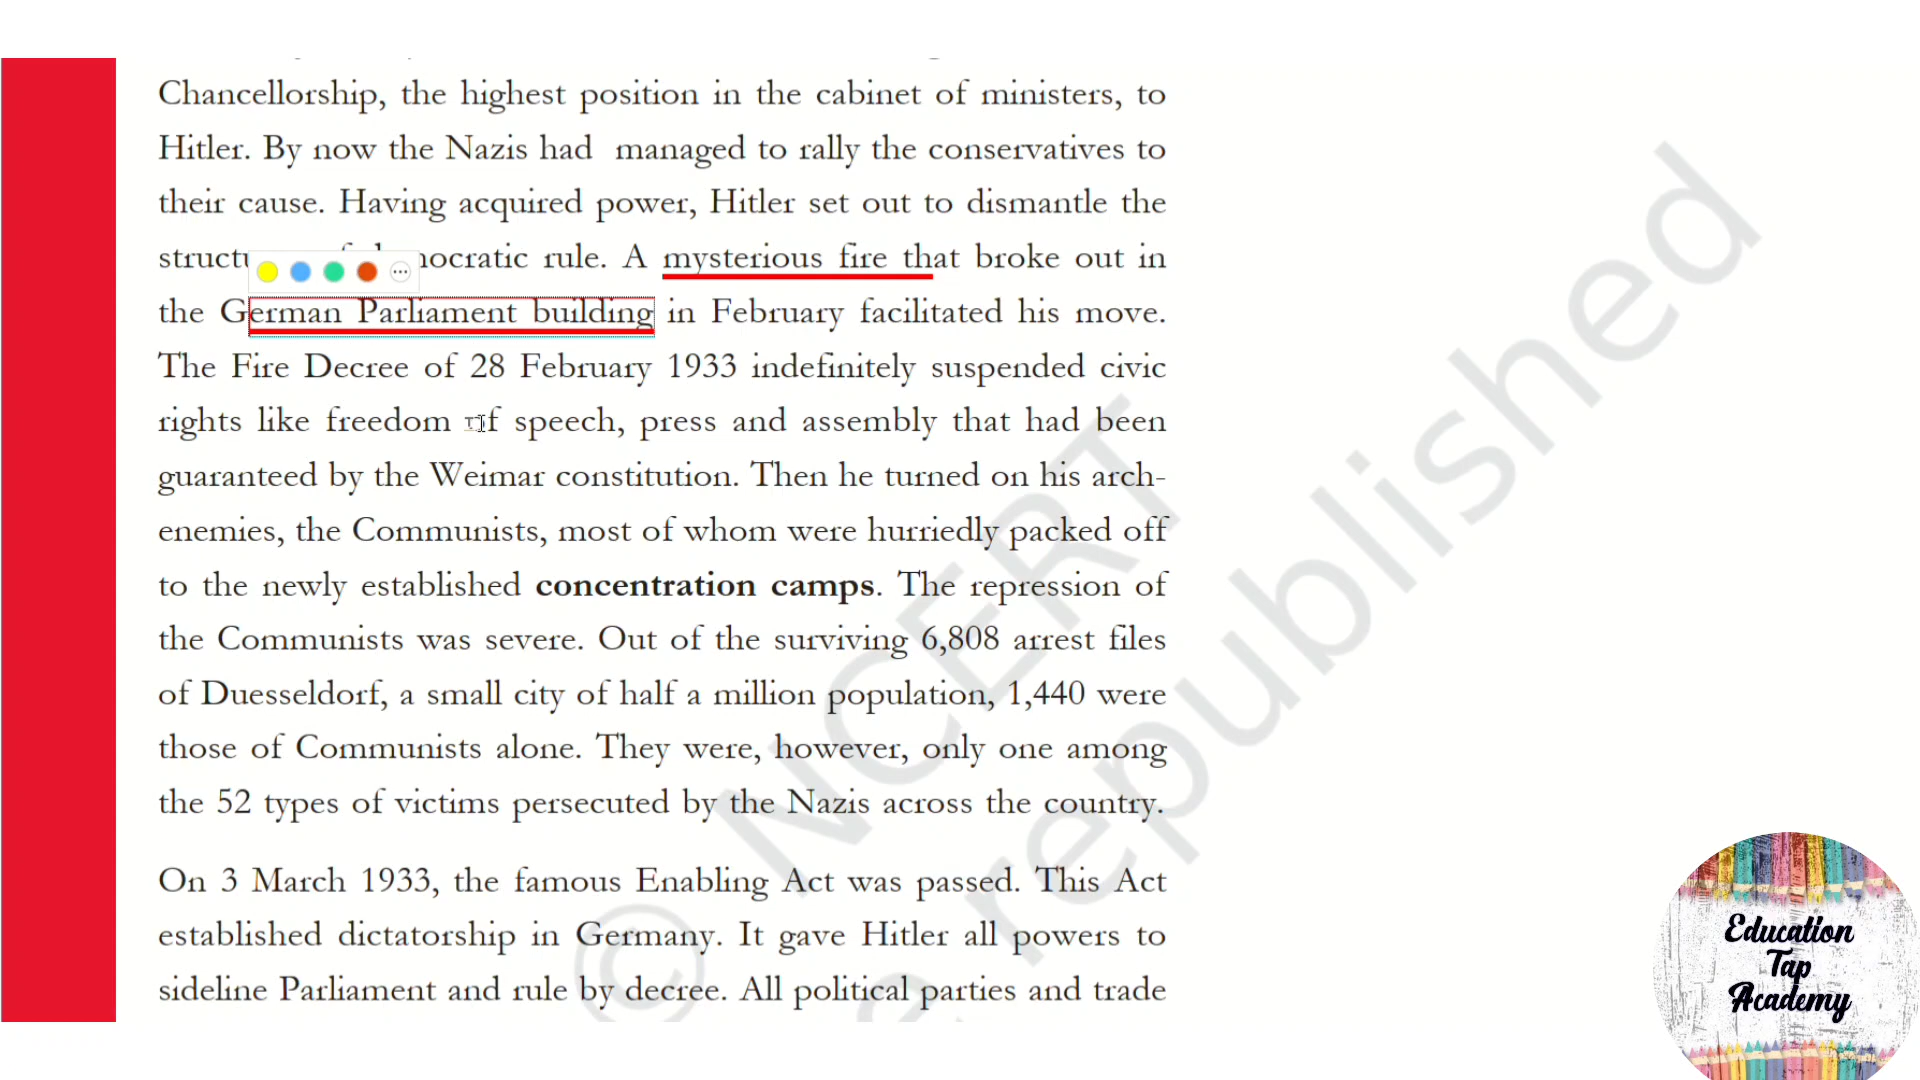 Chancellorship, the highest position in the cabinet of ministers, to
Hitler. By now the Nazis had managed to rally the conservatives to
their cause. Having acquired power, Hitler set out to dismantle the
democratic rule. A mysterious fire that broke out in
the German Parliament building in February facilitated his move.
The Fire Decree of 28 February 1933 indefinitely suspended civic
rights like freedom of speech, press and assembly that had been
guaranteed by the Weimar constitution. Then he turned on his arch-
enemies, the Communists, most of whom were hurriedly packed off
to the newly established concentration camps. The repression of
the Communists was severe. Out of the surviving 6,808 arrest files
of Duesseldorf, a small city of half a million population, 1,440 were
those of Communists alone. They were, however, only one among
the 52 types of victims persecuted by the Nazis across the country.
On 3 March 1933, the famous Enabling Act was passed. This Act
established dictatorship in Germany. It gave Hitler all powers to
sideline Parliament and rule by decree. All political parties and trade
© NCERT
republished
Education
Tap
Academy